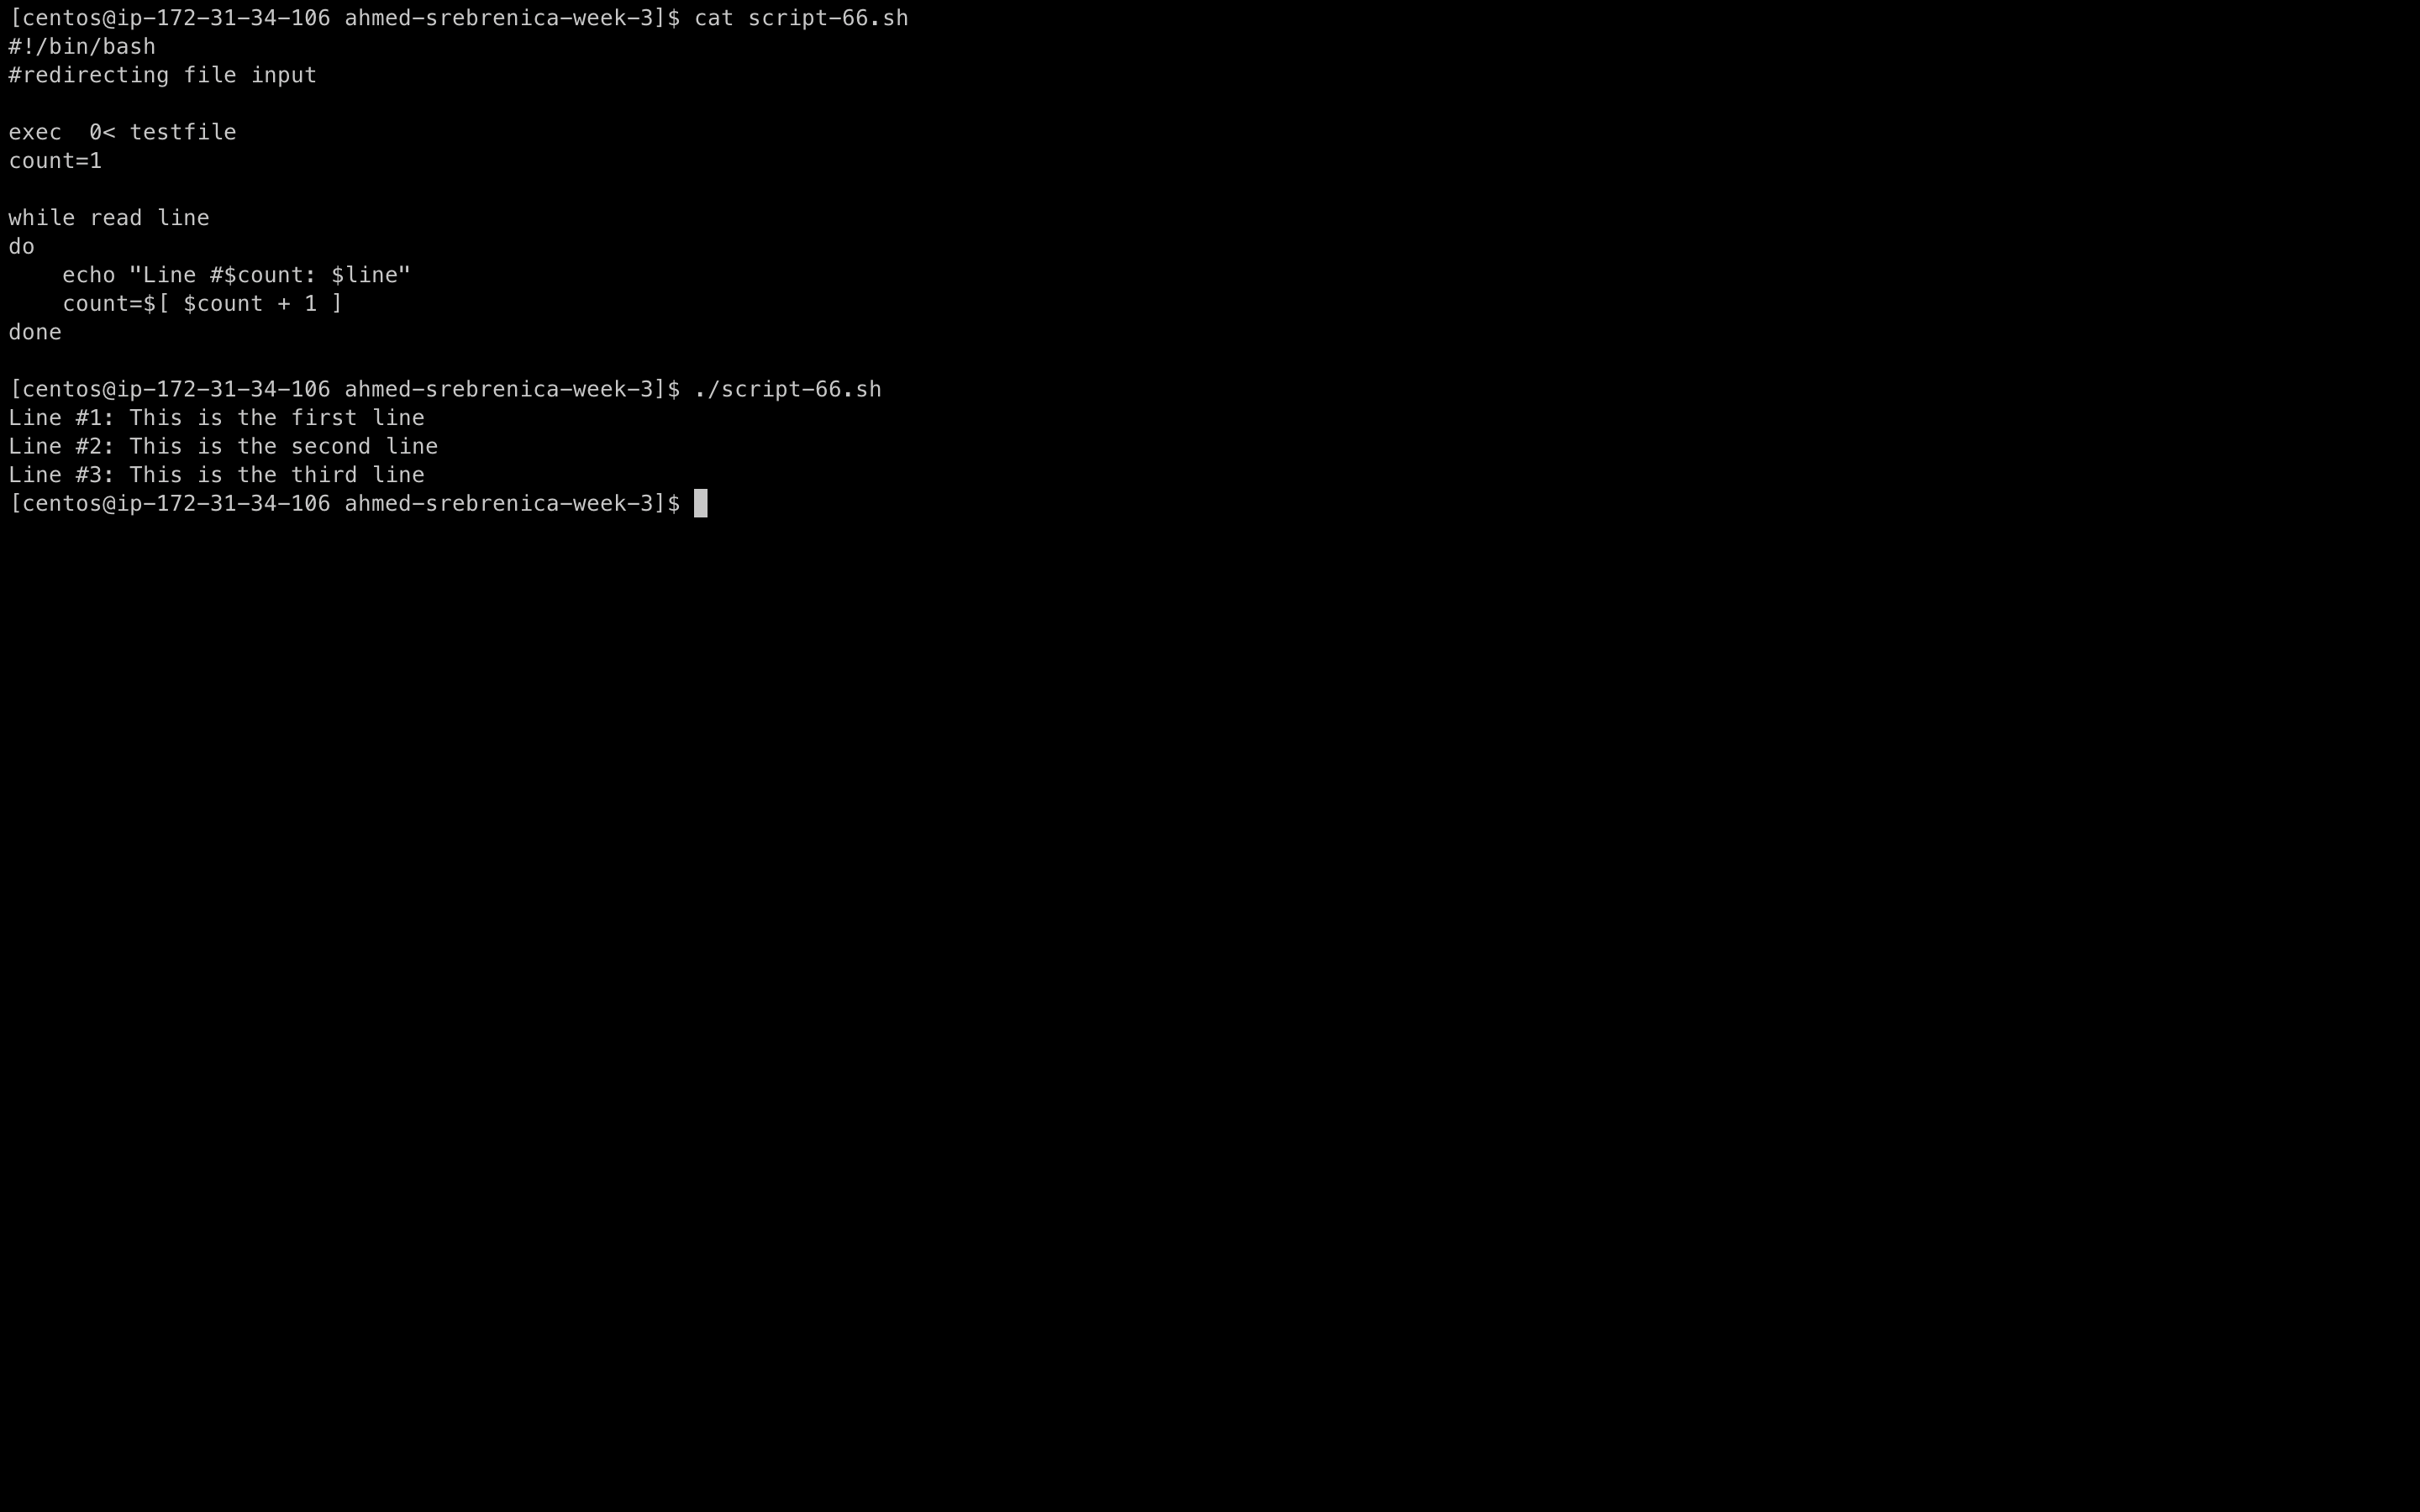 [centos@ip-172-31-34-106 ahmed-srebrenica-week-3]$ cat script-66.sh
#!/bin/bash
#redirecting file input

exec  0< testfile
count=1

while read line
do
    echo "Line #$count: $line"
    count=$[ $count + 1 ]
done

[centos@ip-172-31-34-106 ahmed-srebrenica-week-3]$ ./script-66.sh
Line #1: This is the first line
Line #2: This is the second line
Line #3: This is the third line
[centos@ip-172-31-34-106 ahmed-srebrenica-week-3]$